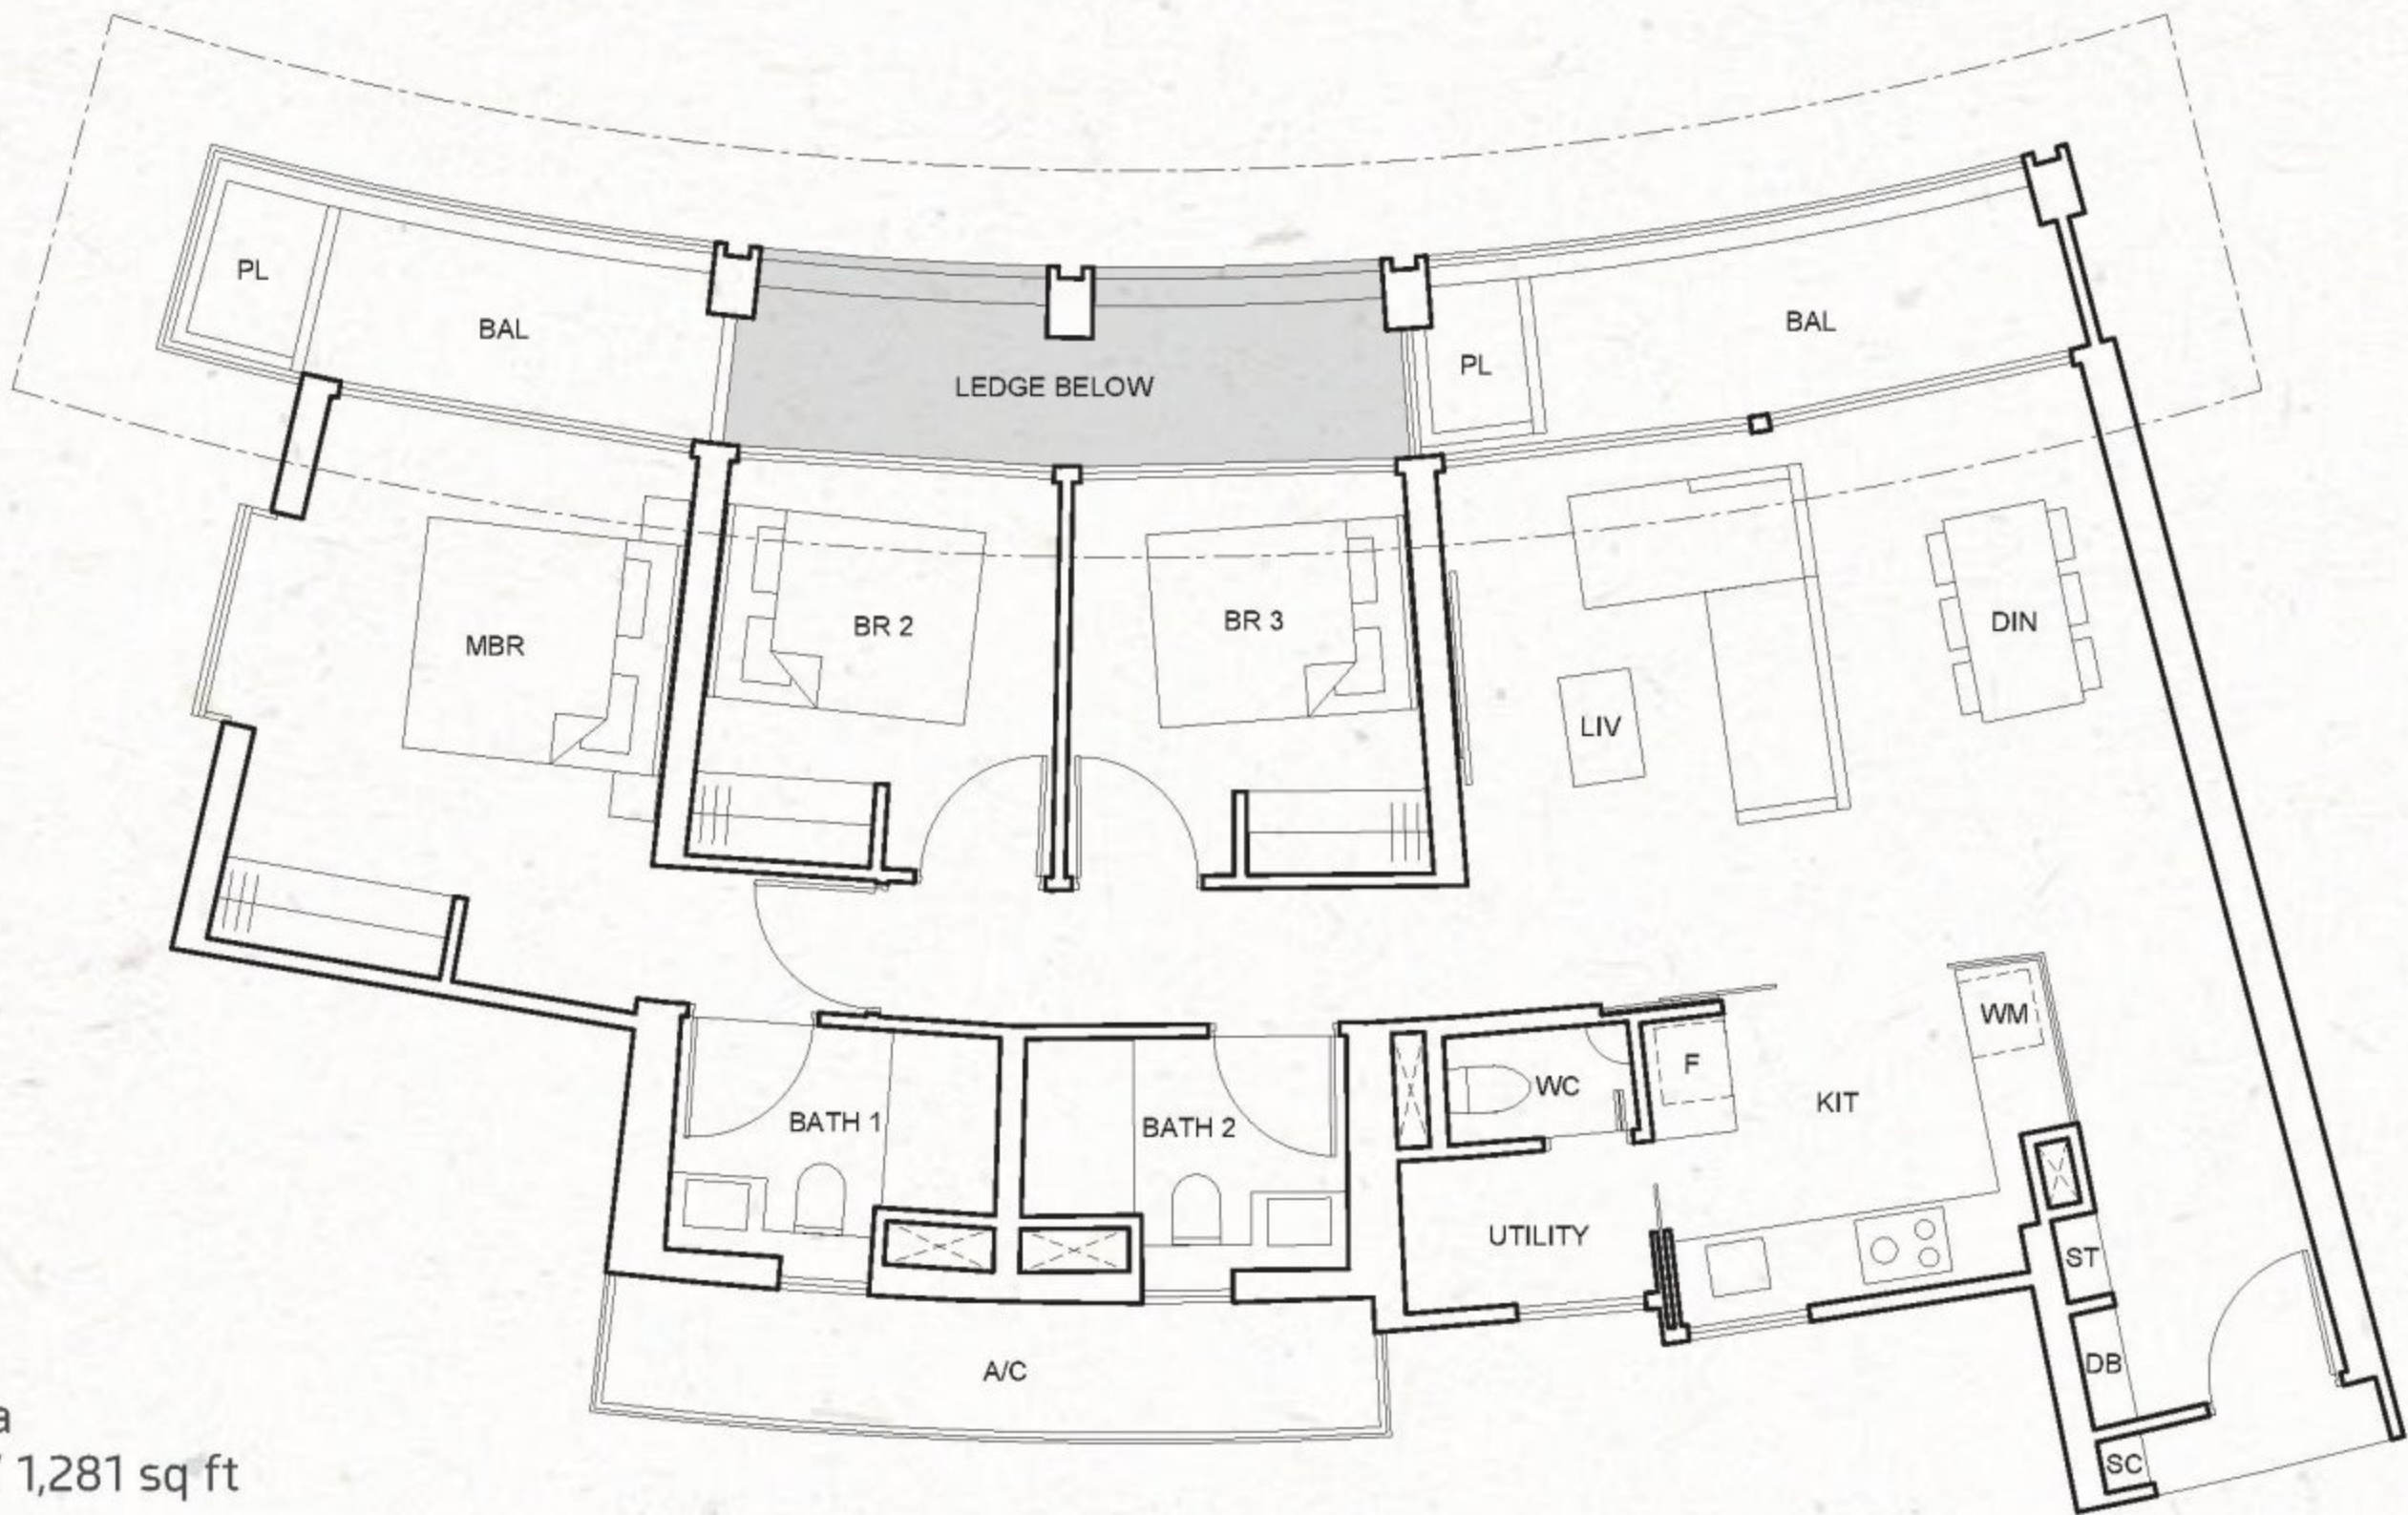 PL
BAL
BAL
PL
LEDGE BELOW
MBR
BR 2
BR 3
LIV
DIN
WM
F
WC
KIT
BATH 1
BATH 2
UTILITY
ST
DB
A/C
SC
a
/ 1,281 sq ft